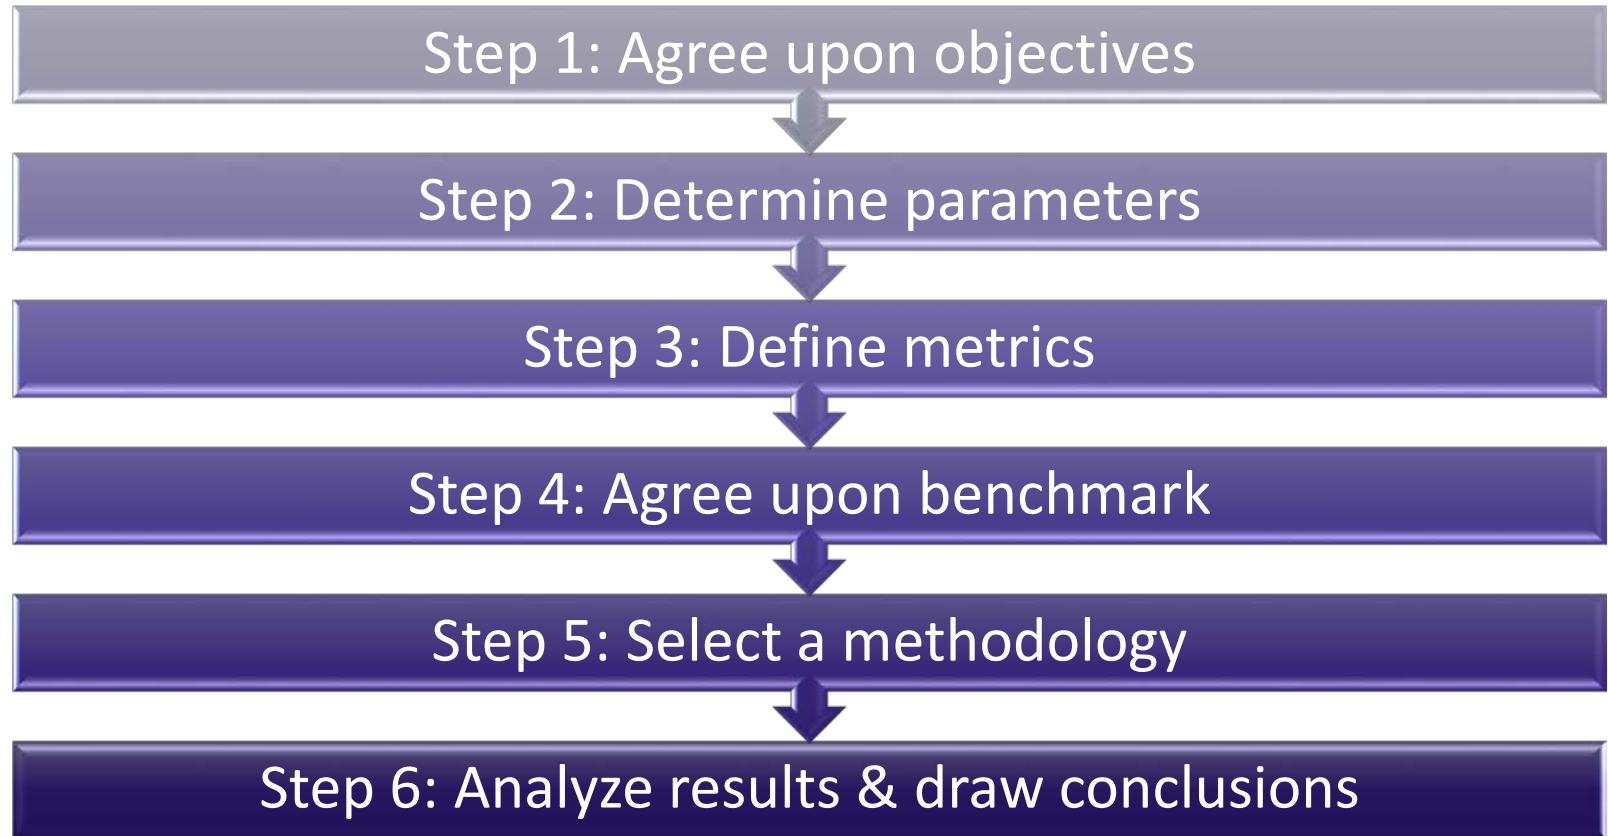 Step 1: Agree upon objectives
Step 2: Determine parameters
Step 3: Define metrics
Step 4: Agree upon benchmark
Step 5: Select a methodology
Step 6: Analyze results & draw conclusions